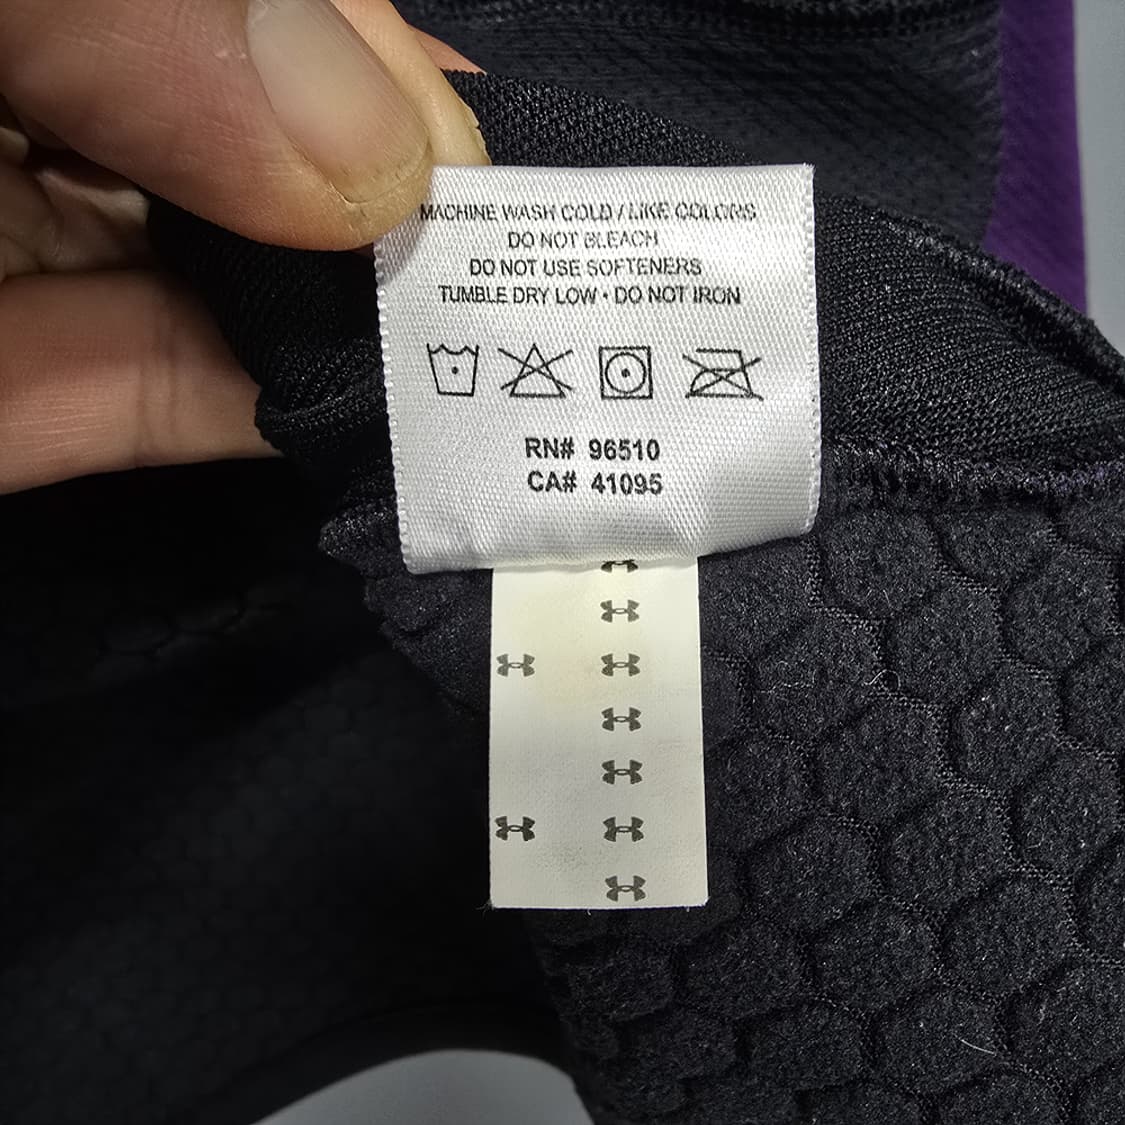 MACHINE WASH COLD / LIKE COLORS
DO NOT BLEACH
DO NOT USE SOFTENERS
TUMBLE DRY LOW • DO NOT IRON
RN# 96510
CA# 41095